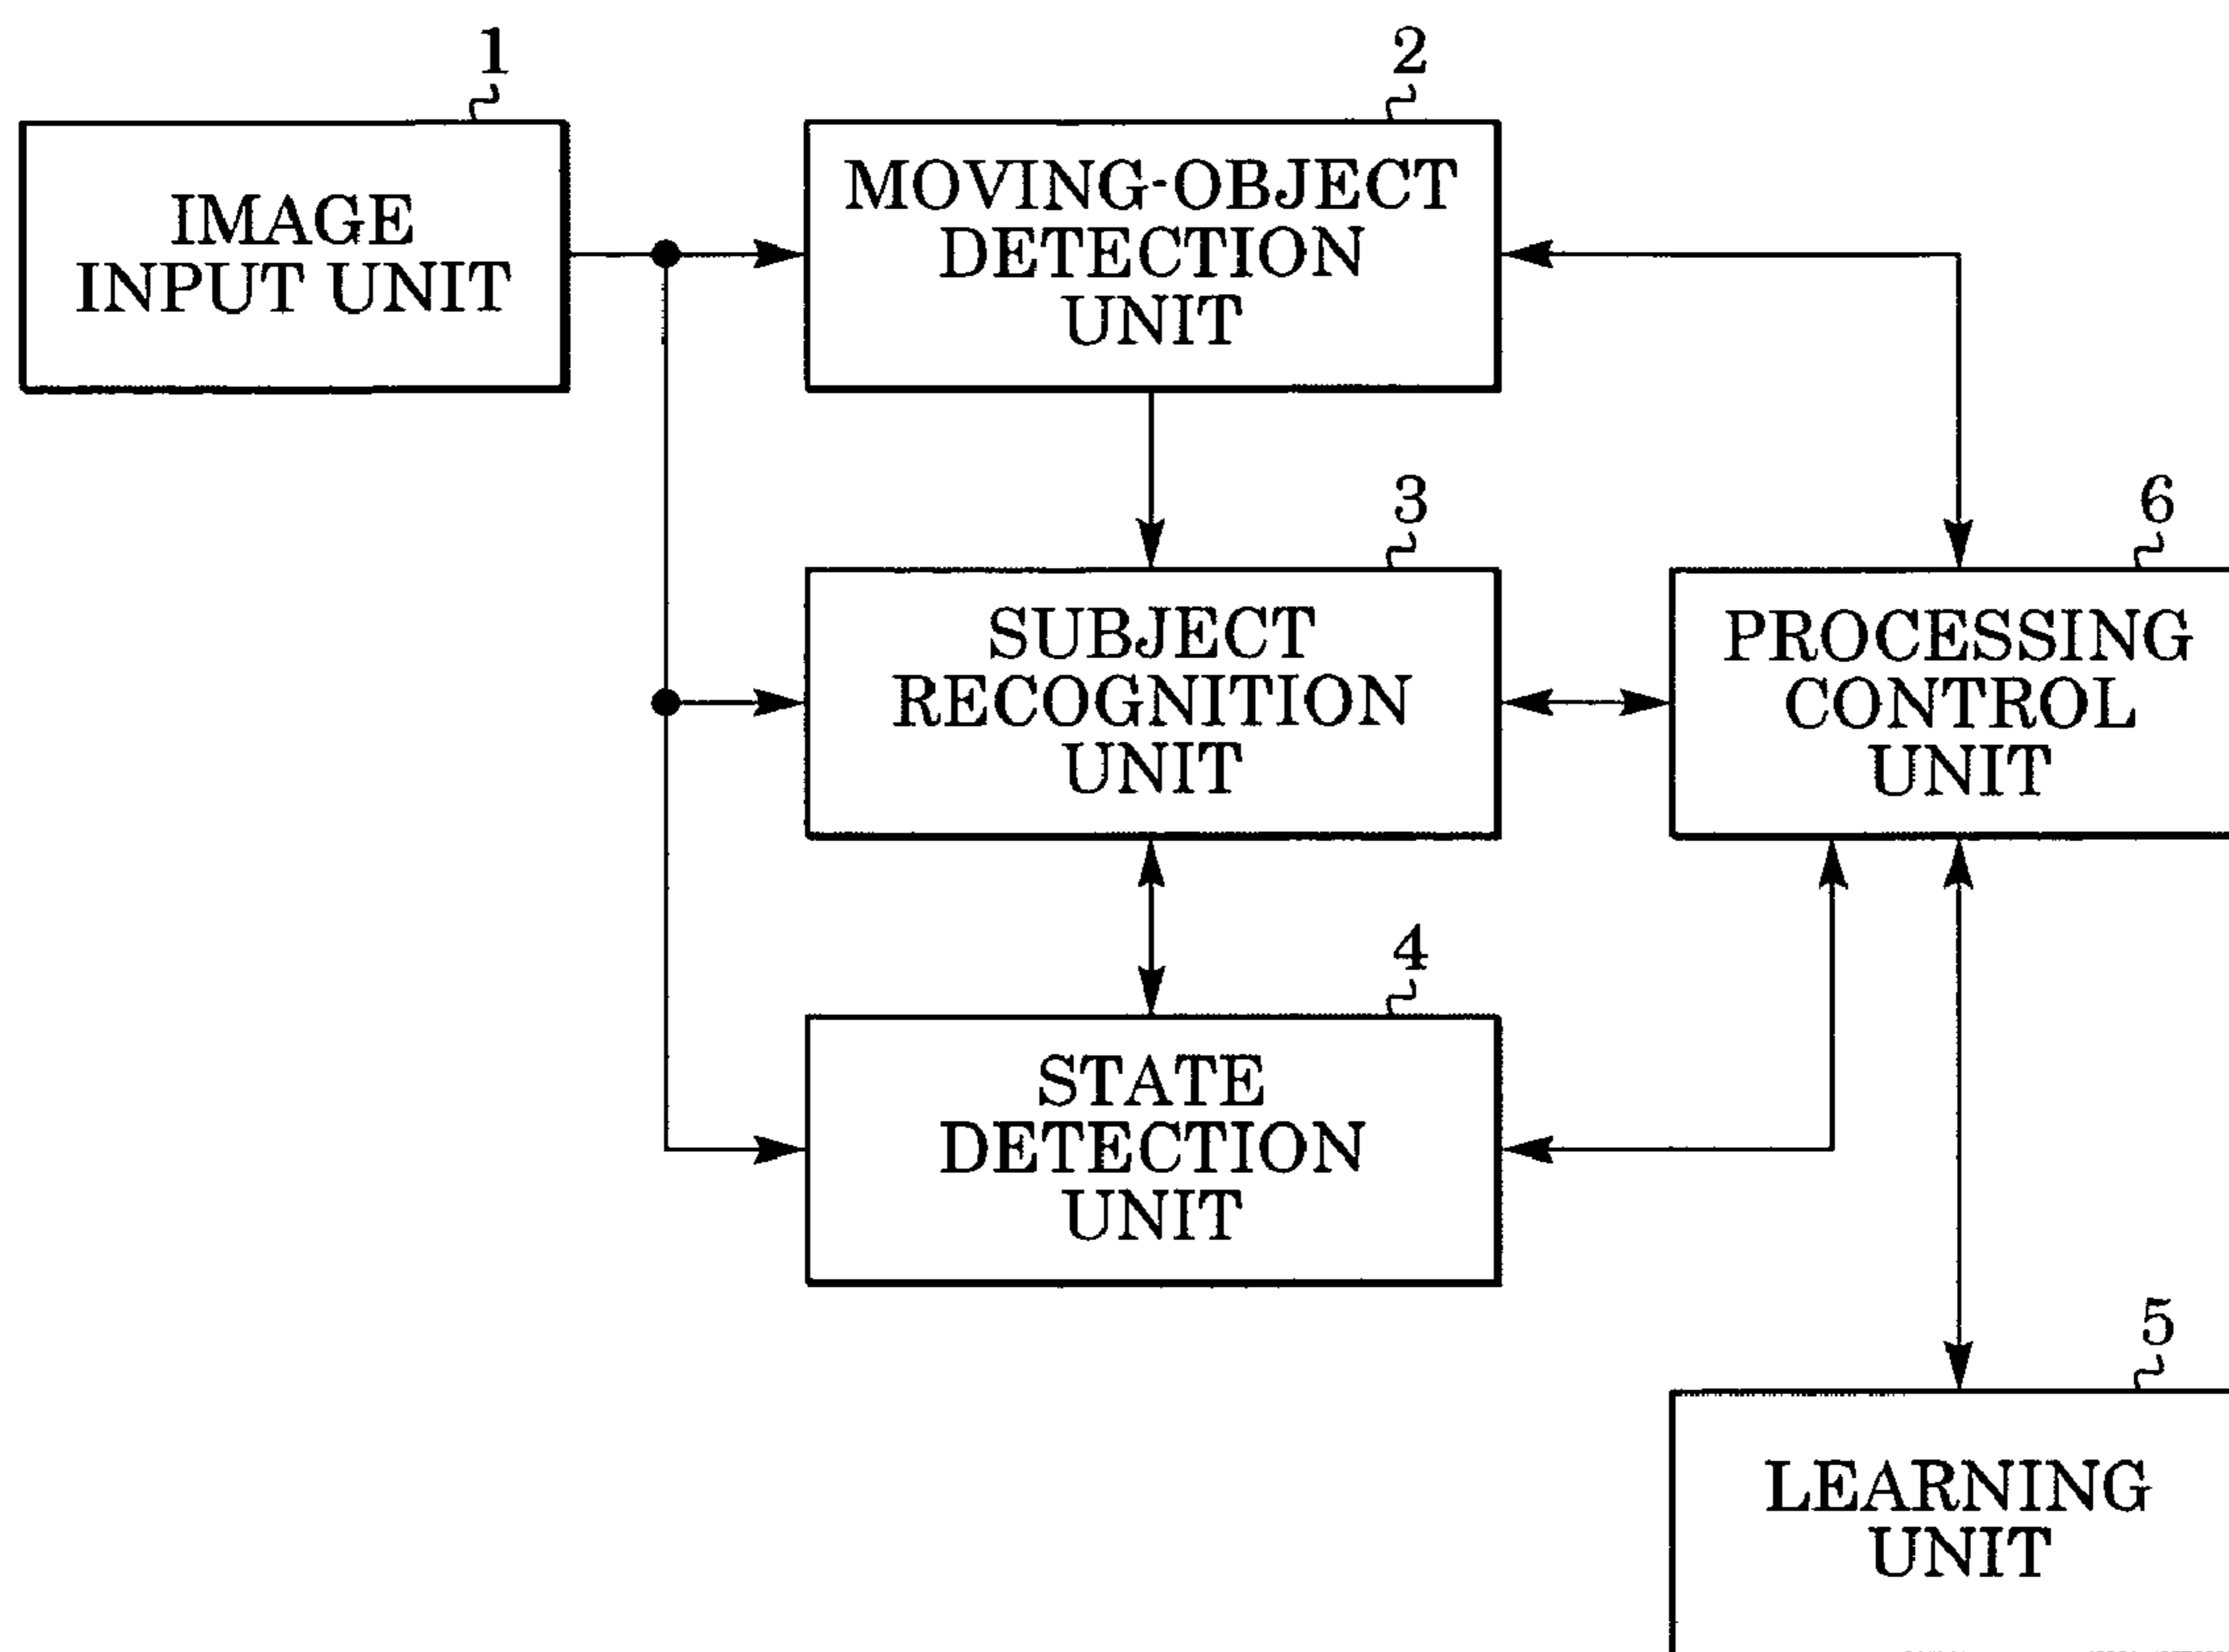 1
IMAGE
INPUT UNIT
2
MOVING-OBJECT
DETECTION
UNIT
3
SUBJECT
RECOGNITION
UNIT
6
PROCESSING
CONTROL
UNIT
4
STATE
DETECTION
UNIT
5
LEARNING
UNIT